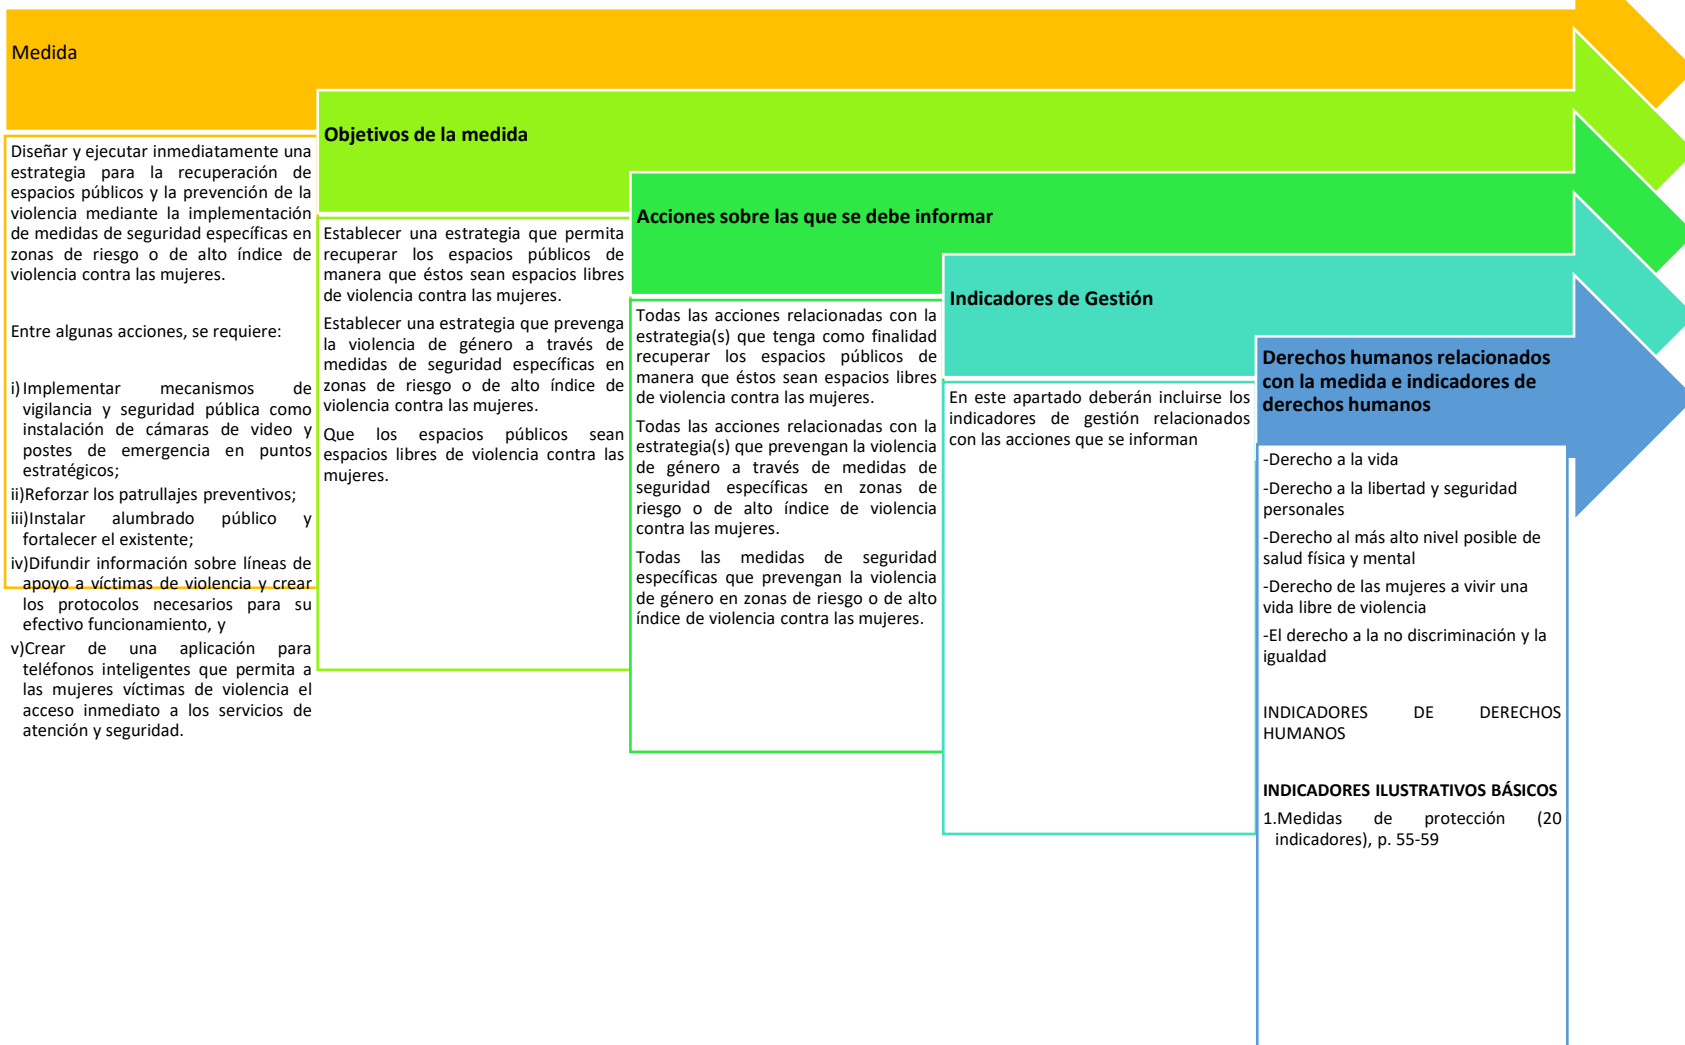 Medida
Diseñar y ejecutar inmediatamente una
estrategia para la recuperación de
espacios públicos y la prevención de la
violencia mediante la implementación
de medidas de seguridad específicas en
zonas de riesgo o de alto índice de
violencia contra las mujeres.
Entre algunas acciones, se requiere:
i)Implementar mecanismos de
vigilancia y seguridad pública como
instalación de cámaras de video y
postes de emergencia en puntos
estratégicos;
ii)Reforzar los patrullajes preventivos;
iii)Instalar alumbrado público y
fortalecer el existente;
iv)Difundir información sobre líneas de
apoyo a víctimas de violencia y crear
los protocolos necesarios para su
efectivo funcionamiento, y
v)Crear de una aplicación para
teléfonos inteligentes que permita a
las mujeres víctimas de violencia el
acceso inmediato a los servicios de
atención y seguridad.
Objetivos de la medida
Establecer una estrategia que permita
recuperar los espacios públicos de
manera que éstos sean espacios libres
de violencia contra las mujeres.
Establecer una estrategia que prevenga
la violencia de género a través de
medidas de seguridad específicas en
zonas de riesgo o de alto índice de
violencia contra las mujeres.
Que los espacios públicos sean
espacios libres de violencia contra las
mujeres.
Acciones sobre las que se debe informar
Todas las acciones relacionadas con la
estrategia(s) que tenga como finalidad
recuperar los espacios públicos de
manera que éstos sean espacios libres
de violencia contra las mujeres.
Todas las acciones relacionadas con la
estrategia(s) que prevengan la violencia
de género a través de medidas de
seguridad específicas en zonas de
riesgo o de alto índice de violencia
contra las mujeres.
Todas las medidas de seguridad
específicas que prevengan la violencia
de género en zonas de riesgo o de alto
índice de violencia contra las mujeres.
Indicadores de Gestión
En este apartado deberán incluirse los
indicadores de gestión relacionados
con las acciones que se informan
Derechos humanos relacionados
con la medida e indicadores de
derechos humanos
-Derecho a la vida
-Derecho a la libertad y seguridad
personales
-Derecho al más alto nivel posible de
salud física y mental
-Derecho de las mujeres a vivir una
vida libre de violencia
-El derecho a la no discriminación y la
igualdad
INDICADORES DE DERECHOS
HUMANOS
INDICADORES ILUSTRATIVOS BÁSICOS
1.Medidas de protección (20
indicadores), p. 55-59